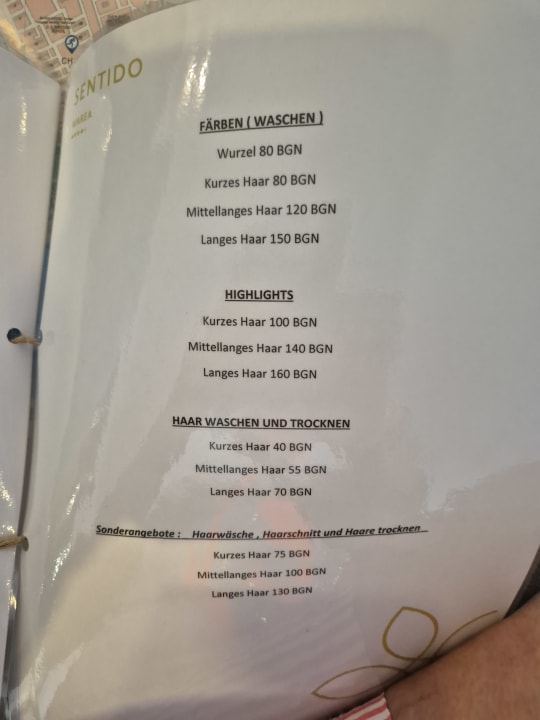 CH
SENTIDO
MAREA
FÄRBEN ( WASCHEN )
Wurzel 80 BGN
Kurzes Haar 80 BGN
Mittellanges Haar 120 BGN
Langes Haar 150 BGN
HIGHLIGHTS
Kurzes Haar 100 BGN
Mittellanges Haar 140 BGN
Langes Haar 160 BGN
HAAR WASCHEN UND TROCKNEN
Kurzes Haar 40 BGN
Mittellanges Haar 55 BGN
Langes Haar 70 BGN
Sonderangebote : Haarwäsche , Haarschnitt und Haare trocknen
Kurzes Haar 75 BGN
Mittellanges Haar 100 BGN
Langes Haar 130 BGN